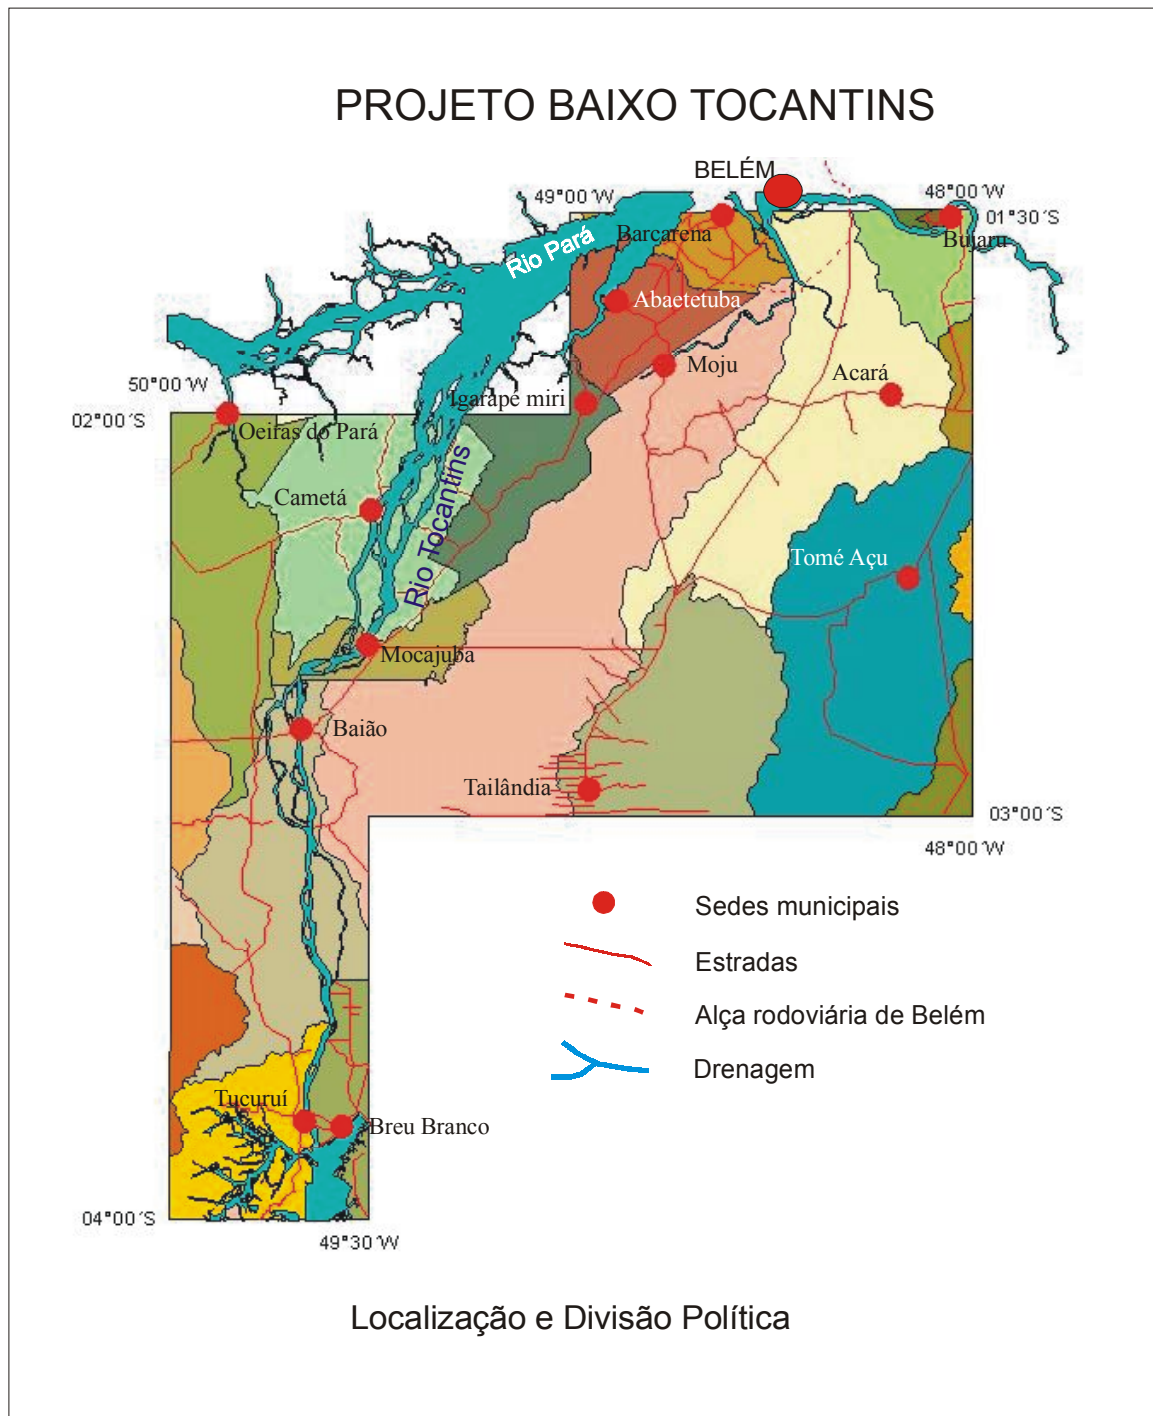 PROJETO BAIXO TOCANTINS
BELÉM
49°00´W
48°00´W
01°30´S
Barcarena
Bujaru
Rio Pará
Abaetetuba
Moju
Acará
50°00´W
Igarapé miri
02°00´S
Oeiras do Pará
Cametá
Rio Tocantins
Tomé Açu
Mocajuba
Baião
Tailândia
03°00´S
48°00´W
Sedes municipais
Estradas
Alça rodoviária de Belém
Drenagem
Tucuruí
Breu Branco
04°00´S
49°30´W
Localização e Divisão Política